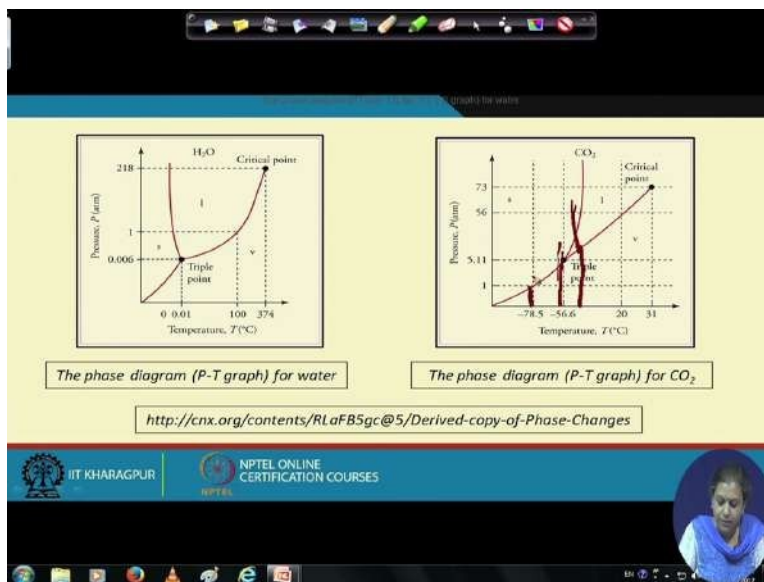 H₂O
Critical point
218
l
Pressure, P (atm)
1
s
v
0.006
Triple
point
0 0.01 100 374
Temperature, T (°C)
CO₂
Critical
point
73
s
l
56
Pressure, P (atm)
v
5.11
Triple
point
1
-78.5 -56.6 20 31
Temperature, T (°C)
The phase diagram (P-T graph) for water
The phase diagram (P-T graph) for CO₂
http://cnx.org/contents/RLaFB5gc@5/Derived-copy-of-Phase-Changes
IIT KHARAGPUR
NPTEL
NPTEL ONLINE
CERTIFICATION COURSES
EN